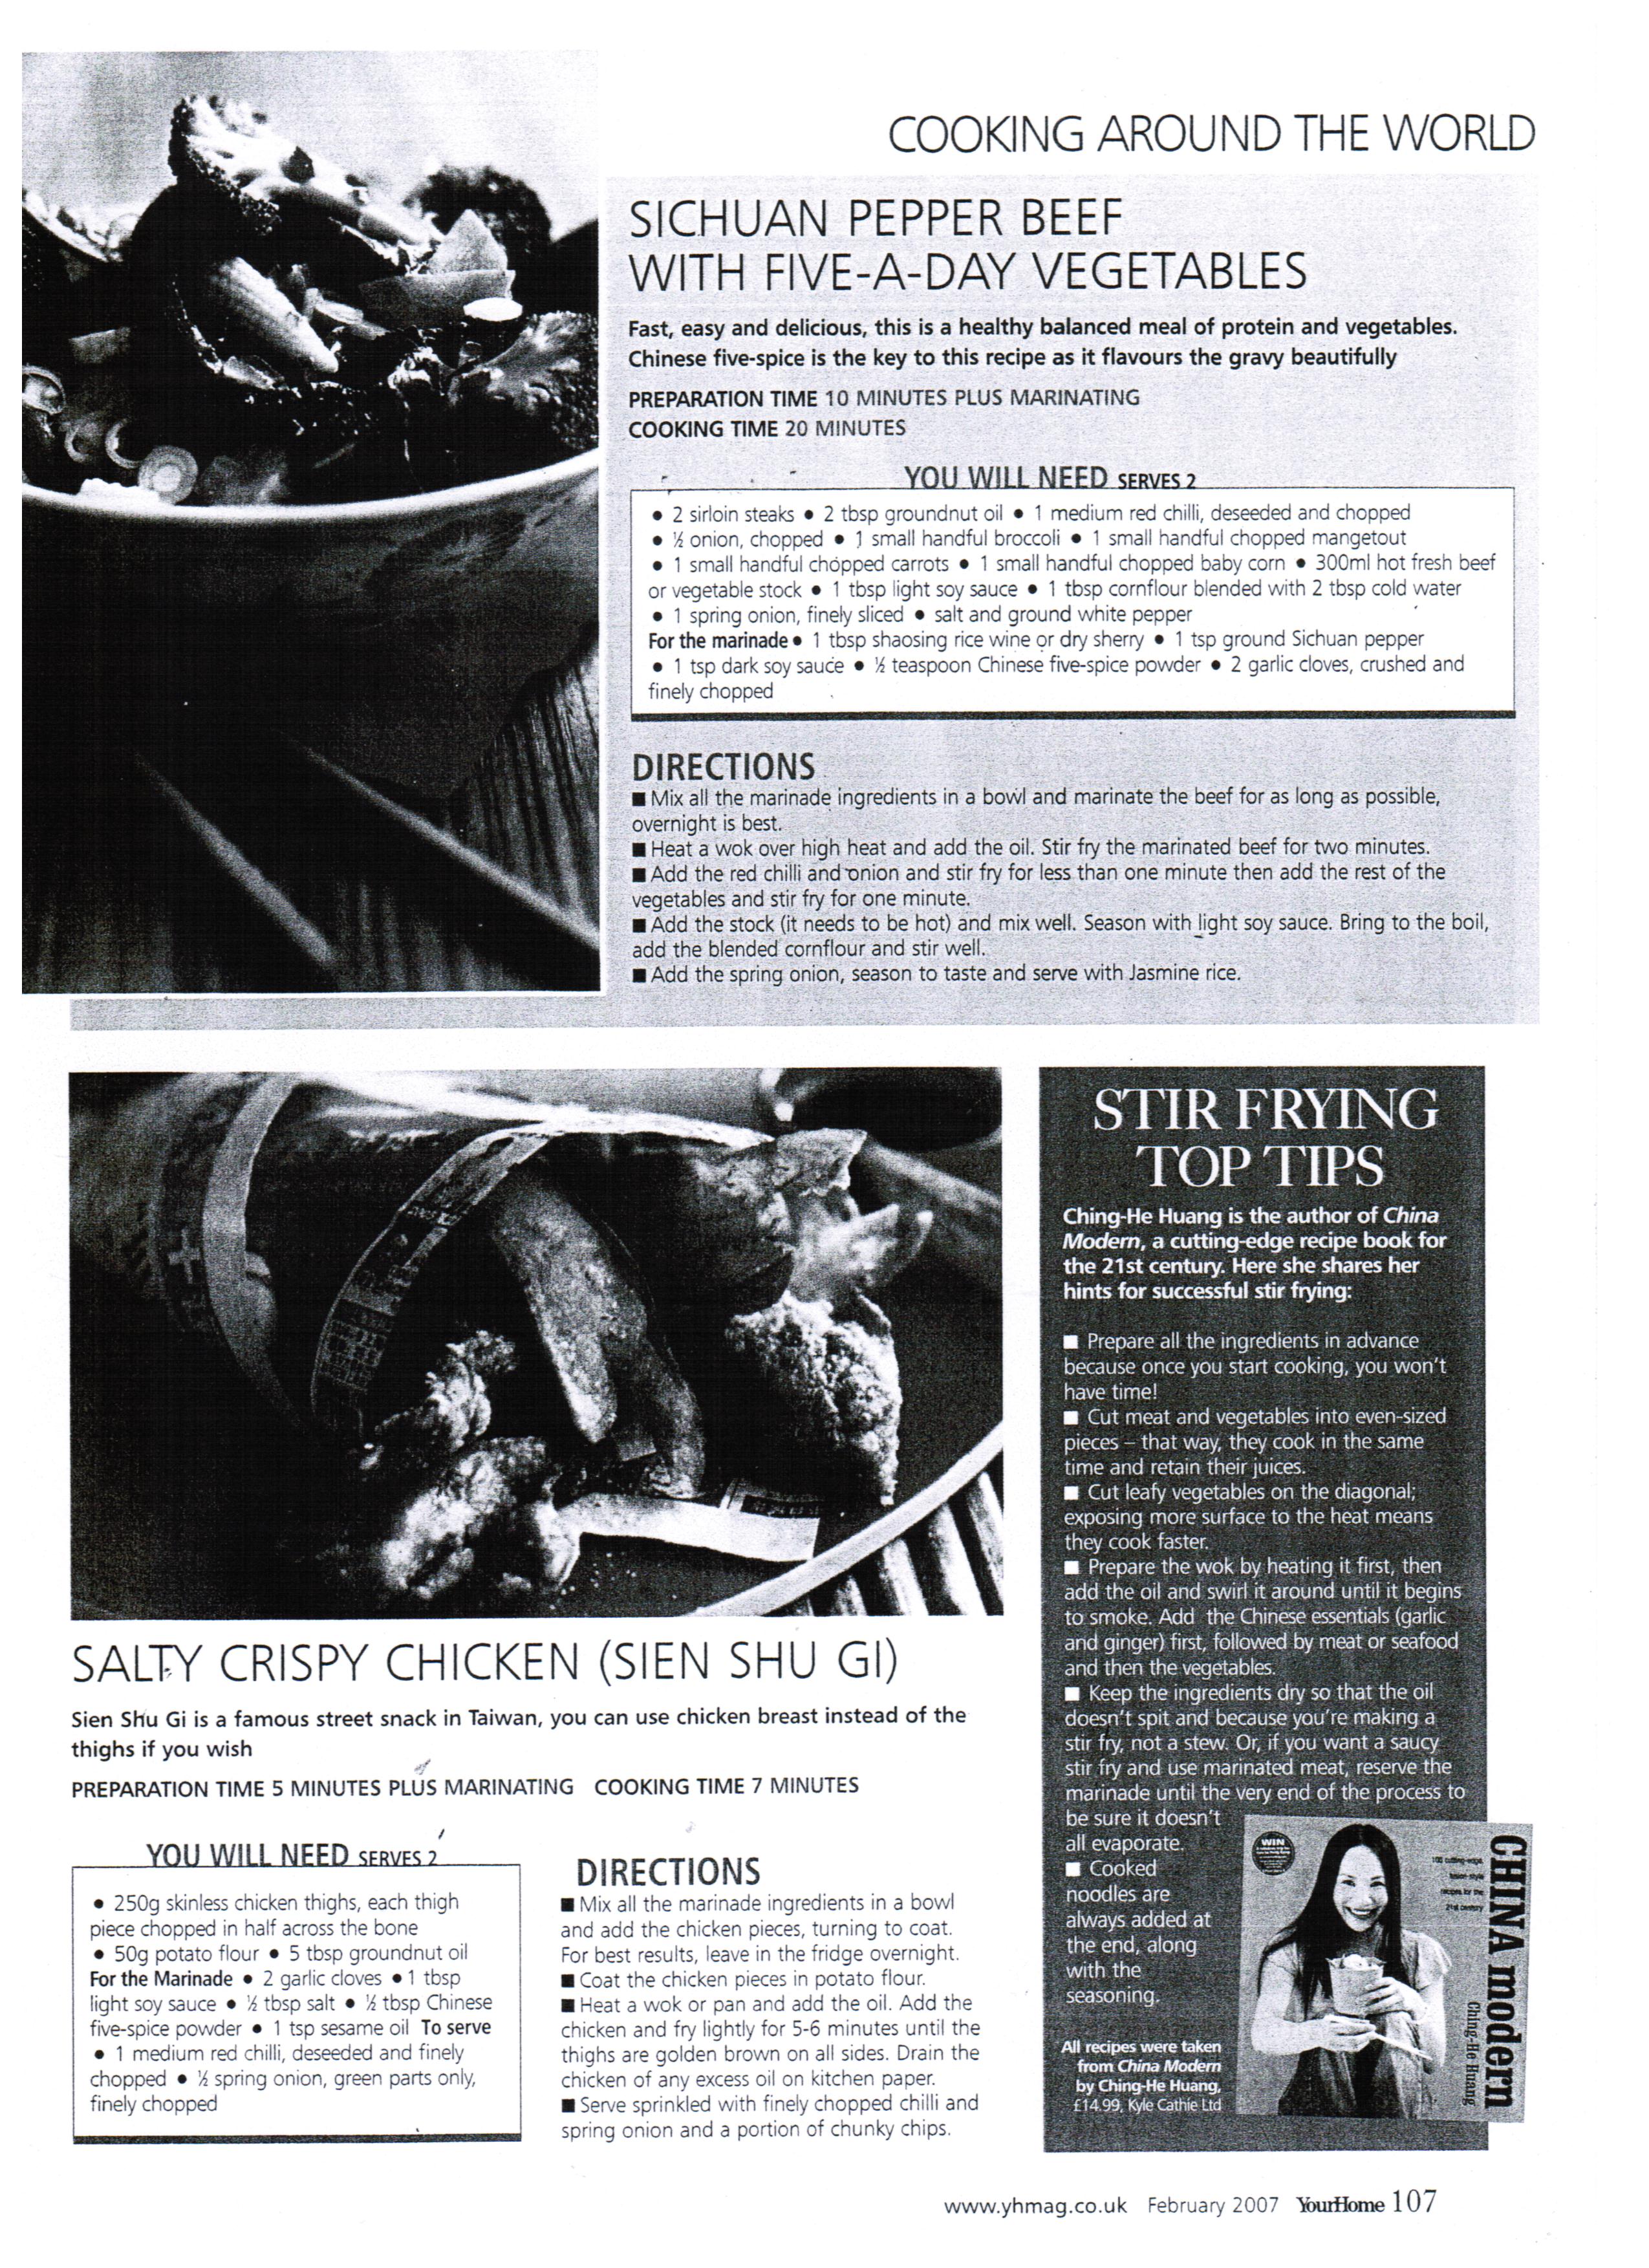 COOKING AROUND THE WORLD
SICHUAN PEPPER BEEF
WITH FIVE-A-DAY VEGETABLES
Fast, easy and delicious, this is a healthy balanced meal of protein and vegetables.
Chinese five-spice is the key to this recipe as it flavours the gravy beautifully
PREPARATION TIME 10 MINUTES PLUS MARINATING
COOKING TIME 20 MINUTES
YOU WILL NEED SERVES 2
● 2 sirloin steaks ● 2 tbsp groundnut oil ● 1 medium red chilli, deseeded and chopped
● ½ onion, chopped ● 1 small handful broccoli ● 1 small handful chopped mangetout
● 1 small handful chopped carrots ● 1 small handful chopped baby corn ● 300ml hot fresh beef
or vegetable stock ● 1 tbsp light soy sauce ● 1 tbsp cornflour blended with 2 tbsp cold water
● 1 spring onion, finely sliced ● salt and ground white pepper
For the marinade ● 1 tbsp shaosing rice wine or dry sherry ● 1 tsp ground Sichuan pepper
● 1 tsp dark soy sauce ● ½ teaspoon Chinese five-spice powder ● 2 garlic cloves, crushed and
finely chopped
DIRECTIONS
■ Mix all the marinade ingredients in a bowl and marinate the beef for as long as possible,
overnight is best.
■ Heat a wok over high heat and add the oil. Stir fry the marinated beef for two minutes.
■ Add the red chilli and onion and stir fry for less than one minute then add the rest of the
vegetables and stir fry for one minute.
■ Add the stock (it needs to be hot) and mix well. Season with light soy sauce. Bring to the boil,
add the blended cornflour and stir well.
■ Add the spring onion, season to taste and serve with Jasmine rice.
SALTY CRISPY CHICKEN (SIEN SHU GI)
Sien Shu Gi is a famous street snack in Taiwan, you can use chicken breast instead of the
thighs if you wish
PREPARATION TIME 5 MINUTES PLUS MARINATING COOKING TIME 7 MINUTES
YOU WILL NEED SERVES 2
● 250g skinless chicken thighs, each thigh
piece chopped in half across the bone
● 50g potato flour ● 5 tbsp groundnut oil
For the Marinade ● 2 garlic cloves ● 1 tbsp
light soy sauce ● ½ tbsp salt ● ½ tbsp Chinese
five-spice powder ● 1 tsp sesame oil To serve
● 1 medium red chilli, deseeded and finely
chopped ● ½ spring onion, green parts only,
finely chopped
DIRECTIONS
■ Mix all the marinade ingredients in a bowl
and add the chicken pieces, turning to coat.
For best results, leave in the fridge overnight.
■ Coat the chicken pieces in potato flour.
■ Heat a wok or pan and add the oil. Add the
chicken and fry lightly for 5-6 minutes until the
thighs are golden brown on all sides. Drain the
chicken of any excess oil on kitchen paper.
■ Serve sprinkled with finely chopped chilli and
spring onion and a portion of chunky chips.
STIR FRYING
TOP TIPS
Ching-He Huang is the author of China
Modern, a cutting-edge recipe book for
the 21st century. Here she shares her
hints for successful stir frying:
■ Prepare all the ingredients in advance
because once you start cooking, you won't
have time!
■ Cut meat and vegetables into even-sized
pieces – that way, they cook in the same
time and retain their juices.
■ Cut leafy vegetables on the diagonal;
exposing more surface to the heat means
they cook faster.
■ Prepare the wok by heating it first, then
add the oil and swirl it around until it begins
to smoke. Add the Chinese essentials (garlic
and ginger) first, followed by meat or seafood
and then the vegetables.
■ Keep the ingredients dry so that the oil
doesn't spit and because you're making a
stir fry, not a stew. Or, if you want a saucy
stir fry and use marinated meat, reserve the
marinade until the very end of the process to
be sure it doesn't
all evaporate.
■ Cooked
noodles are
always added at
the end, along
with the
seasoning.
All recipes were taken
from China Modern
by Ching-He Huang,
£14.99, Kyle Cathie Ltd
WIN
100 cutting-edge,
fusion-style
recipes for the
21st century
CHINA modern
Ching-He Huang
www.yhmag.co.uk February 2007 YourHome 107